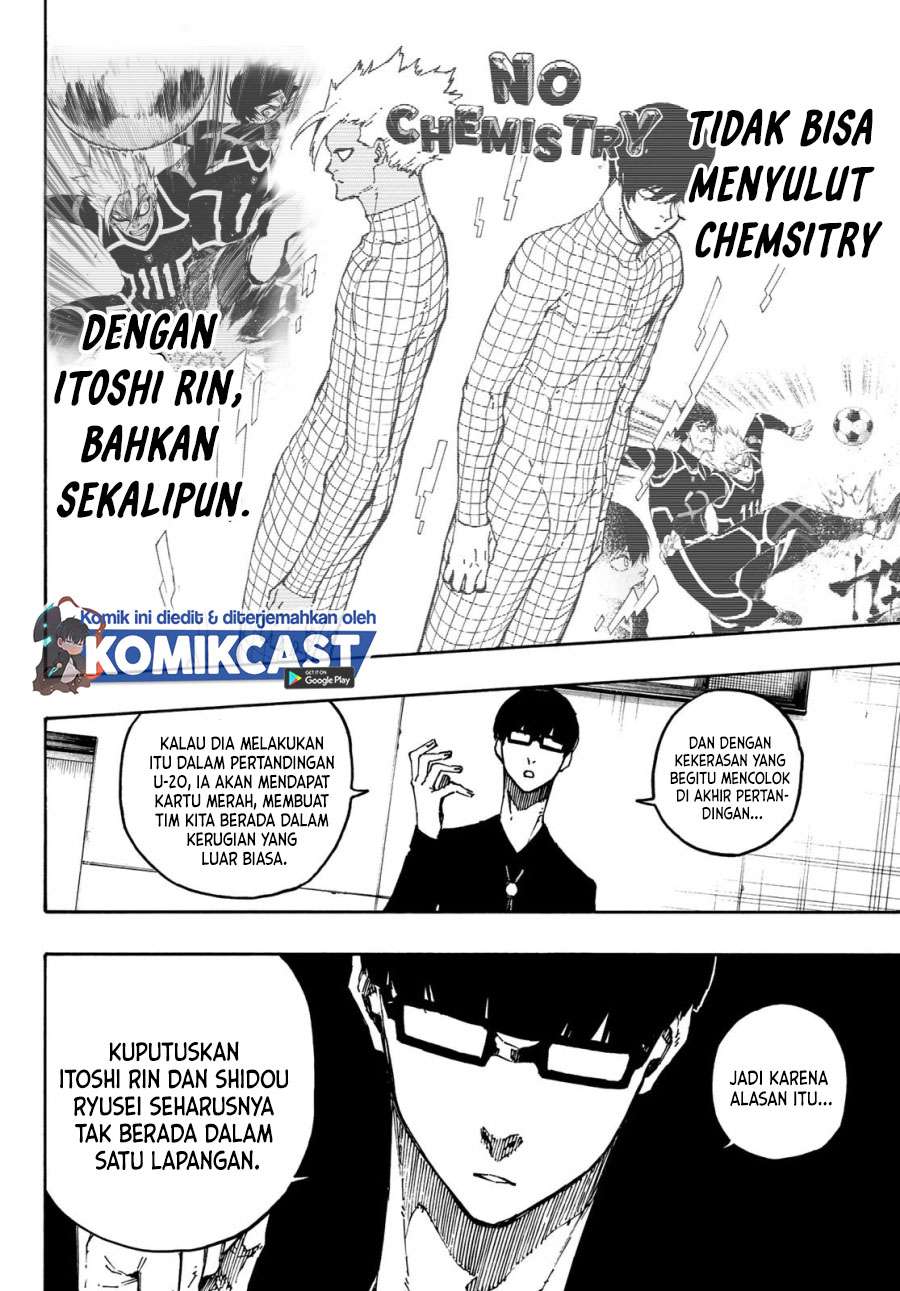 NO
CHEMISTRY
TIDAK BISA
MENYULUT
CHEMSITRY
DENGAN
ITOSHI RIN,
BAHKAN
SEKALIPUN.
111
11
Komik ini diedit & diterjemahkan oleh
KOMIKCAST
GET IT ON
Google Play
DAN DENGAN
KEKERASAN YANG
BEGITU MENCOLOK
DI AKHIR PERTAN-
DINGAN...
KALAU DIA MELAKUKAN
ITU DALAM PERTANDINGAN
U-20, IA AKAN MENDAPAT
KARTU MERAH, MEMBUAT
TIM KITA BERADA DALAM
KERUGIAN YANG
LUAR BIASA.
JADI KARENA
ALASAN ITU...
KUPUTUSKAN
ITOSHI RIN DAN SHIDOU
RYUSEI SEHARUSNYA
TAK BERADA DALAM
SATU LAPANGAN.